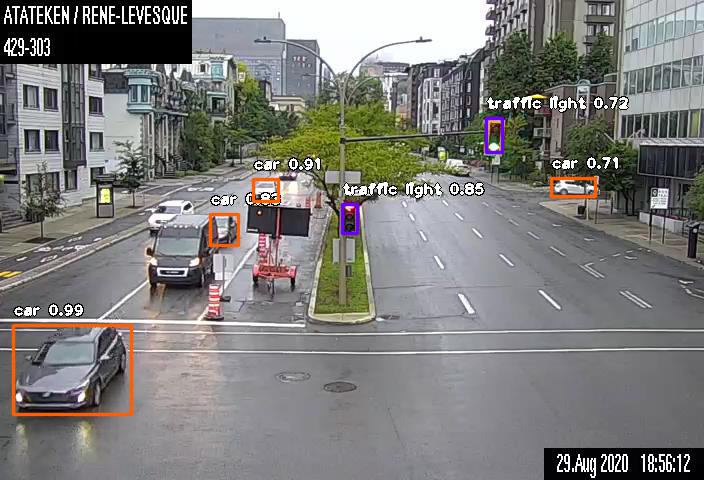 ATATEKEN / RENE-LEVESQUE
429-303
traffic light 0.72
car 0.91
car 0.71
traffic light 0.85
car 0.99
29.Aug 2020 18:56:12